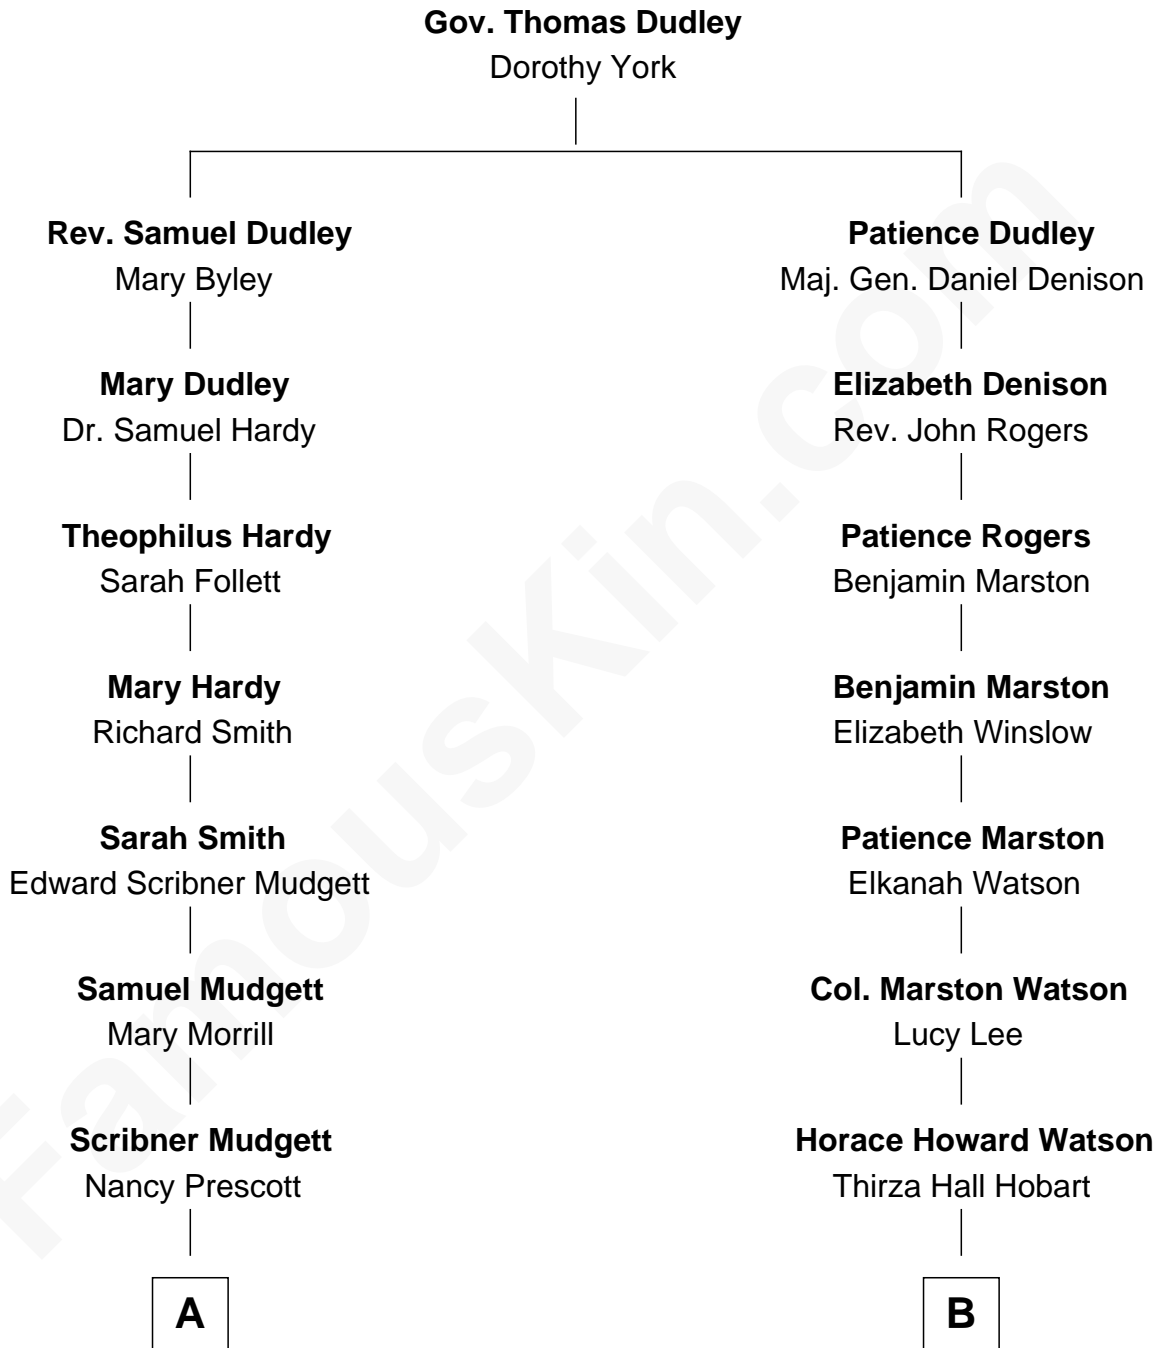 Gov. Thomas Dudley
Dorothy York
Rev. Samuel Dudley
Mary Byley
Patience Dudley
Maj. Gen. Daniel Denison
Mary Dudley
Dr. Samuel Hardy
Elizabeth Denison
Rev. John Rogers
Theophilus Hardy
Sarah Follett
Patience Rogers
Benjamin Marston
Mary Hardy
Richard Smith
Benjamin Marston
Elizabeth Winslow
Sarah Smith
Edward Scribner Mudgett
Patience Marston
Elkanah Watson
Samuel Mudgett
Mary Morrill
Col. Marston Watson
Lucy Lee
Scribner Mudgett
Nancy Prescott
Horace Howard Watson
Thirza Hall Hobart
A
B
FamousKin.com